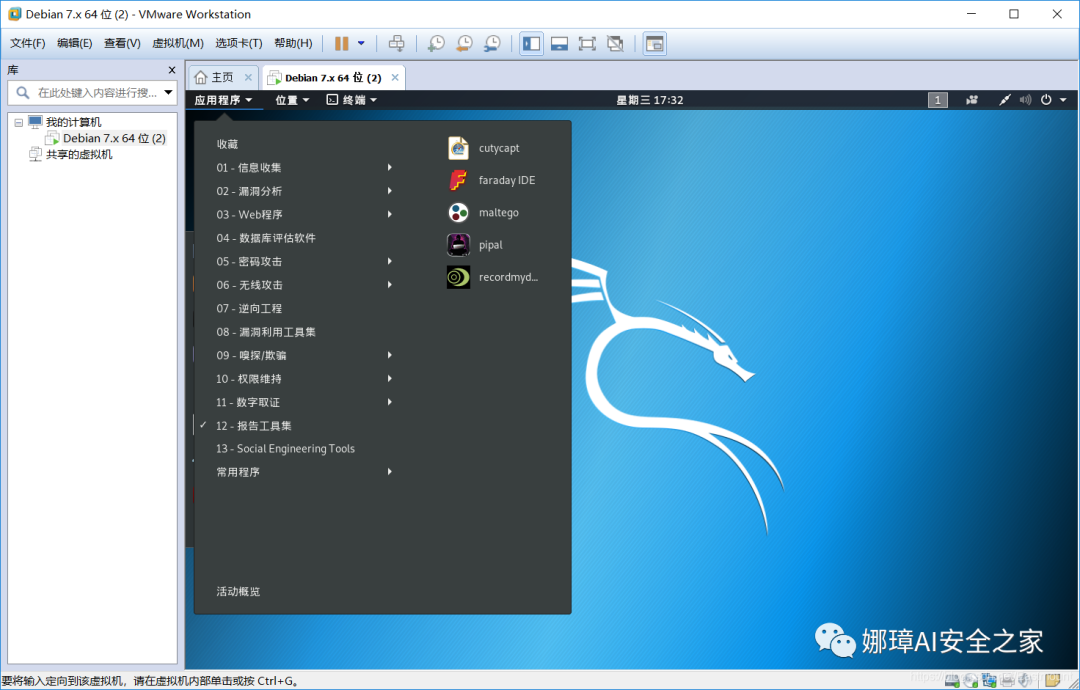 Debian 7.x 64 位 (2) - VMware Workstation
文件(F) 编辑(E) 查看(V) 虚拟机(M) 选项卡(T) 帮助(H)
库
在此处键入内容进行搜...
我的计算机
Debian 7.x 64 位 (2)
共享的虚拟机
主页 Debian 7.x 64 位 (2)
应用程序 位置 终端 星期三 17:32 1
收藏
01 - 信息收集
02 - 漏洞分析
03 - Web程序
04 - 数据库评估软件
05 - 密码攻击
06 - 无线攻击
07 - 逆向工程
08 - 漏洞利用工具集
09 - 嗅探/欺骗
10 - 权限维持
11 - 数字取证
12 - 报告工具集
13 - Social Engineering Tools
常用程序
活动概览
cutycapt
faraday IDE
maltego
pipal
recordmyd...
娜璋AI安全之家
要将输入定向到该虚拟机，请在虚拟机内部单击或按 Ctrl+G。